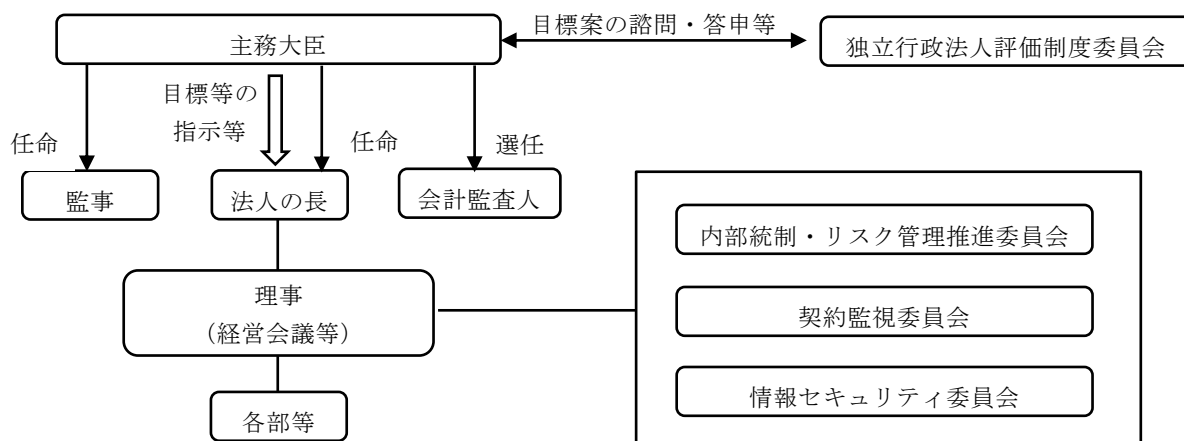 目標案の諮問・答申等
主務大臣
独立行政法人評価制度委員会
目標等の
指示等
任命
任命
選任
監事
法人の長
会計監査人
内部統制・リスク管理推進委員会
理事
（経営会議等）
契約監視委員会
各部等
情報セキュリティ委員会